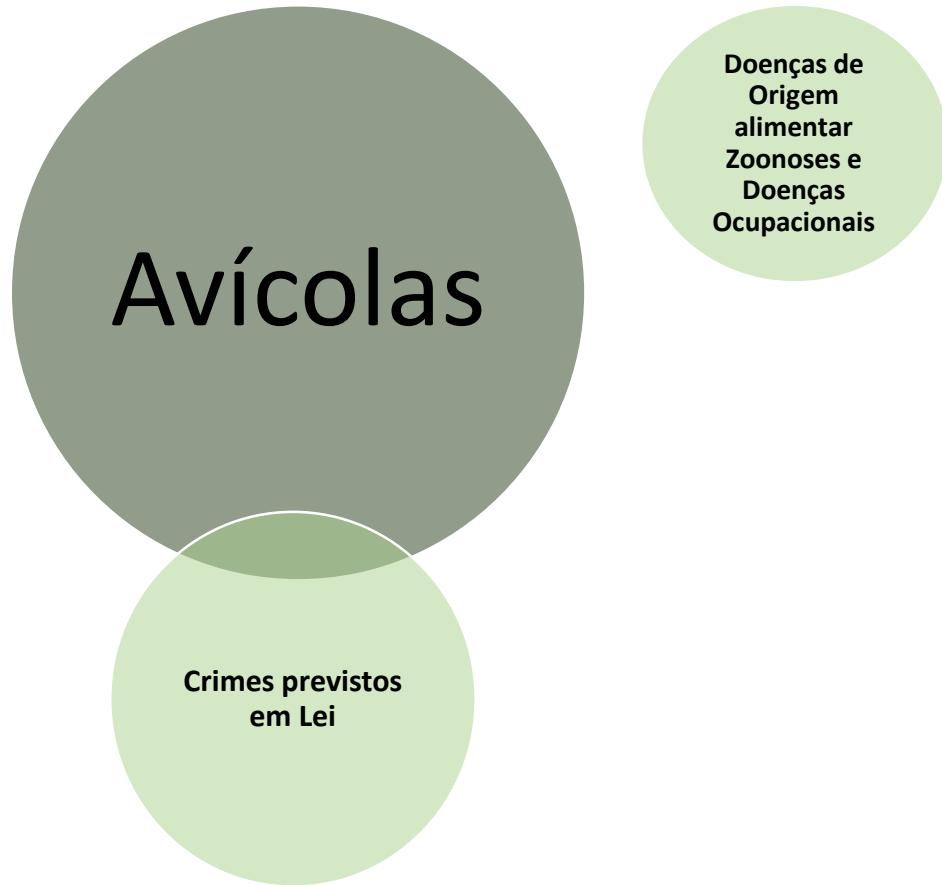 Avícolas
Doenças de
Origem
alimentar
Zoonoses e
Doenças
Ocupacionais
Crimes previstos
em Lei